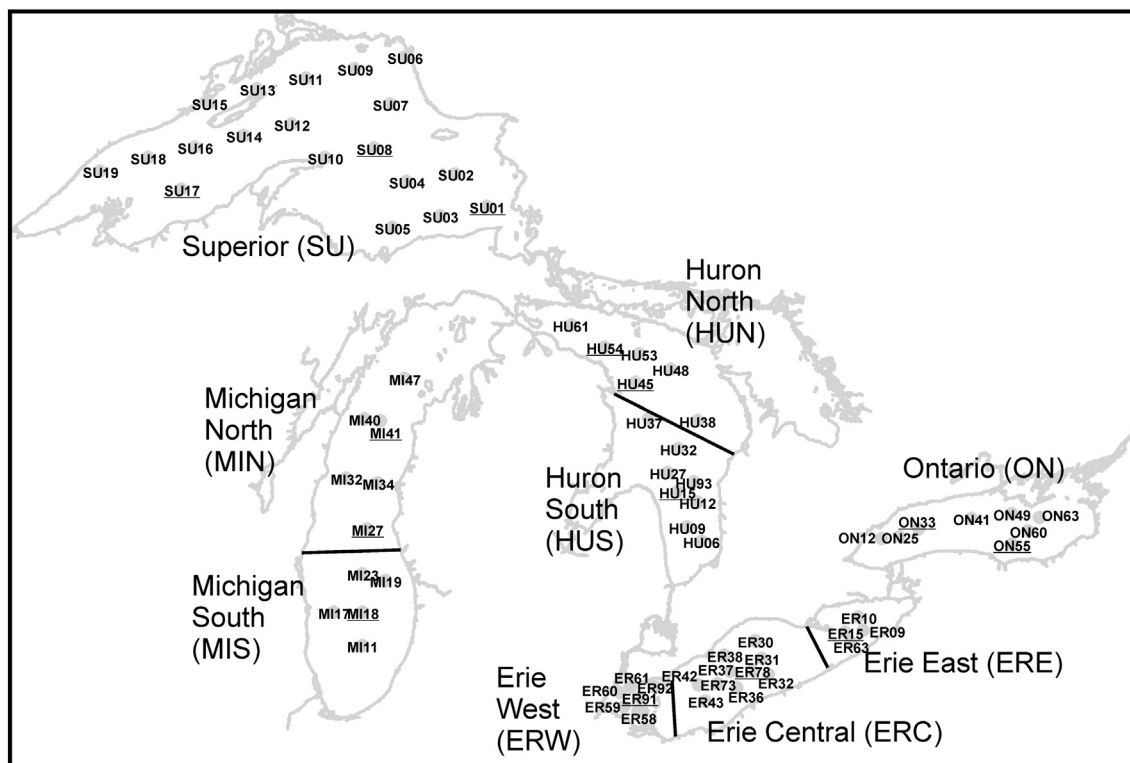 SU06
SU09
SU11
SU13
SU15
SU07
SU12
SU14
SU16
SU08
SU18
SU10
SU19
SU02
SU04
SU17
SU01
SU03
SU05
Superior (SU)
Huron
North
(HUN)
HU61
HU54
HU53
HU48
HU45
HU37
HU38
HU32
HU27
HU93
HU15
HU12
HU09
HU06
Huron
South
(HUS)
Michigan
North
(MIN)
MI47
MI40
MI41
MI32
MI34
MI27
Michigan
South
(MIS)
MI23
MI19
MI17
MI18
MI11
Ontario (ON)
ON49
ON63
ON41
ON33
ON60
ON12
ON25
ON55
ER10
ER15
ER09
ER63
Erie East (ERE)
ER30
ER38
ER31
ER37
ER78
ER42
ER73
ER32
ER36
ER43
Erie Central (ERC)
Erie
West
(ERW)
ER61
ER92
ER60
ER91
ER59
ER58